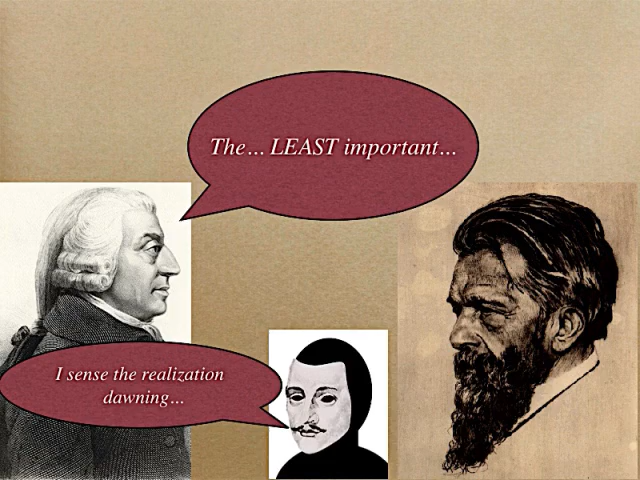 The… LEAST important…
I sense the realization
dawning…